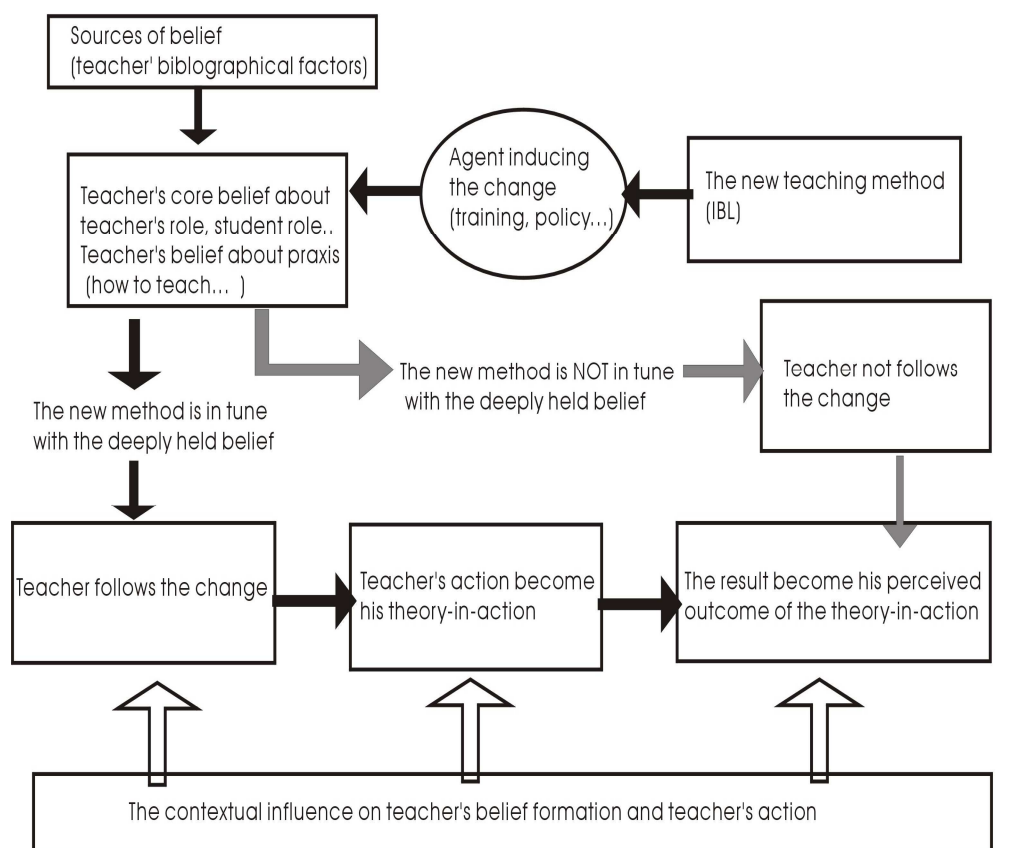 Sources of belief
(teacher' biblographical factors)
Agent inducing
the change
(training, policy...)
The new teaching method
(IBL)
Teacher's core belief about
teacher's role, student role..
Teacher's belief about praxis
(how to teach... )
The new method is NOT in tune
with the deeply held belief
Teacher not follows
the change
The new method is in tune
with the deeply held belief
Teacher follows the change
Teacher's action become
his theory-in-action
The result become his perceived
outcome of the theory-in-action
The contextual influence on teacher's belief formation and teacher's action